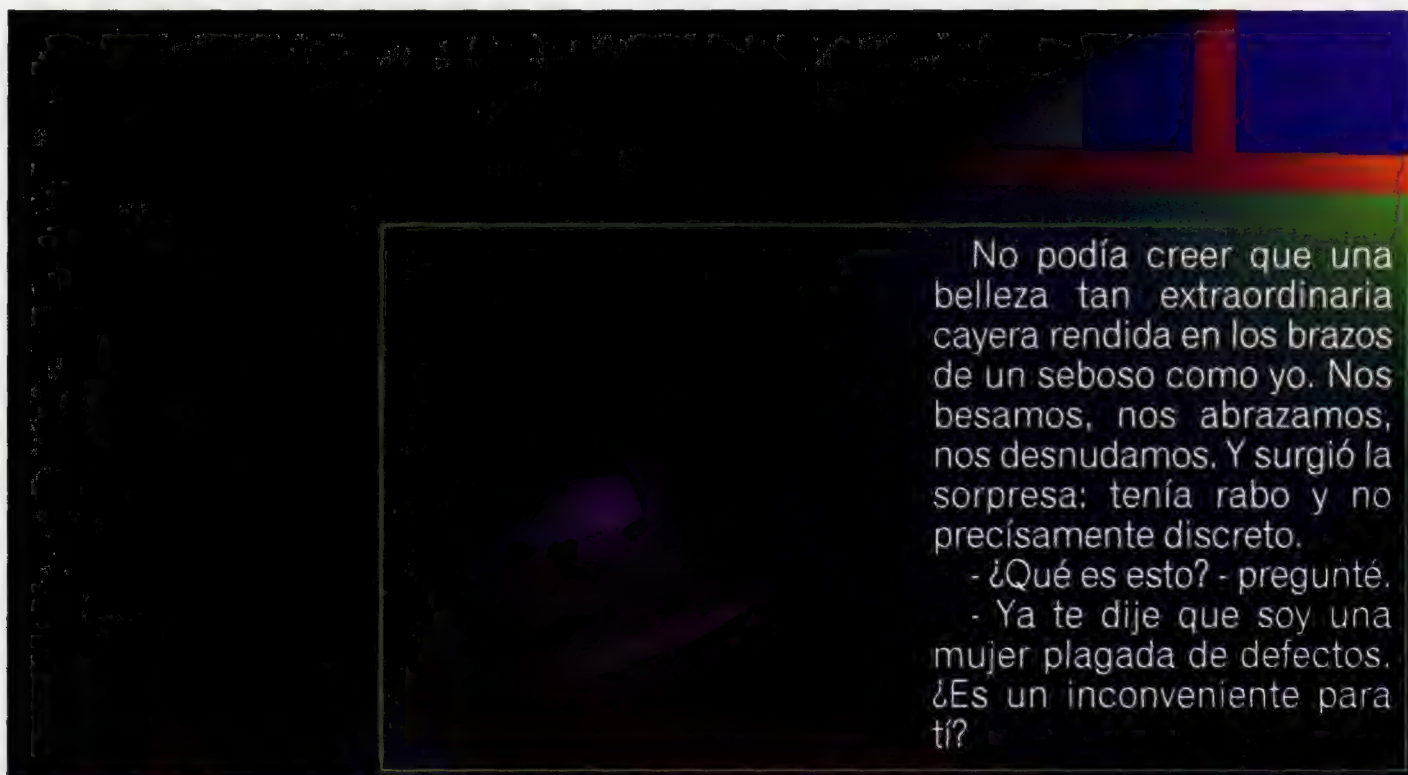 No podía creer que una
belleza tan extraordinaria
cayera rendida en los brazos
de un seboso como yo. Nos
besamos, nos abrazamos,
nos desnudamos. Y surgió la
sorpresa: tenía rabo y no
precísamente discreto.
- ¿Qué es esto? - pregunté.
- Ya te dije que soy una
mujer plagada de defectos.
¿Es un inconveniente para
tí?